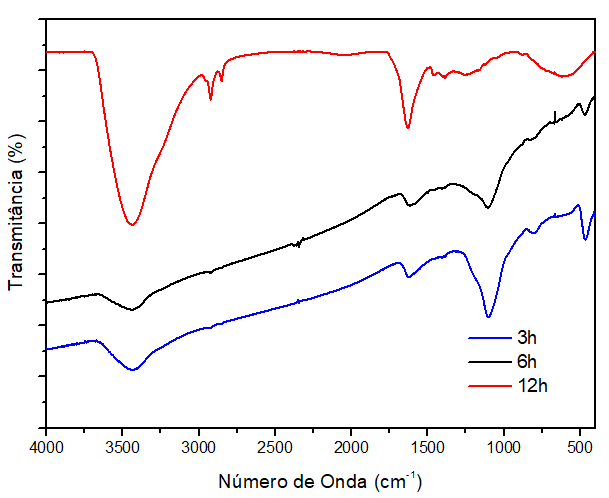 Transmitância (%)
3h
6h
12h
4000 3500 3000 2500 2000 1500 1000 500
Número de Onda (cm⁻¹)